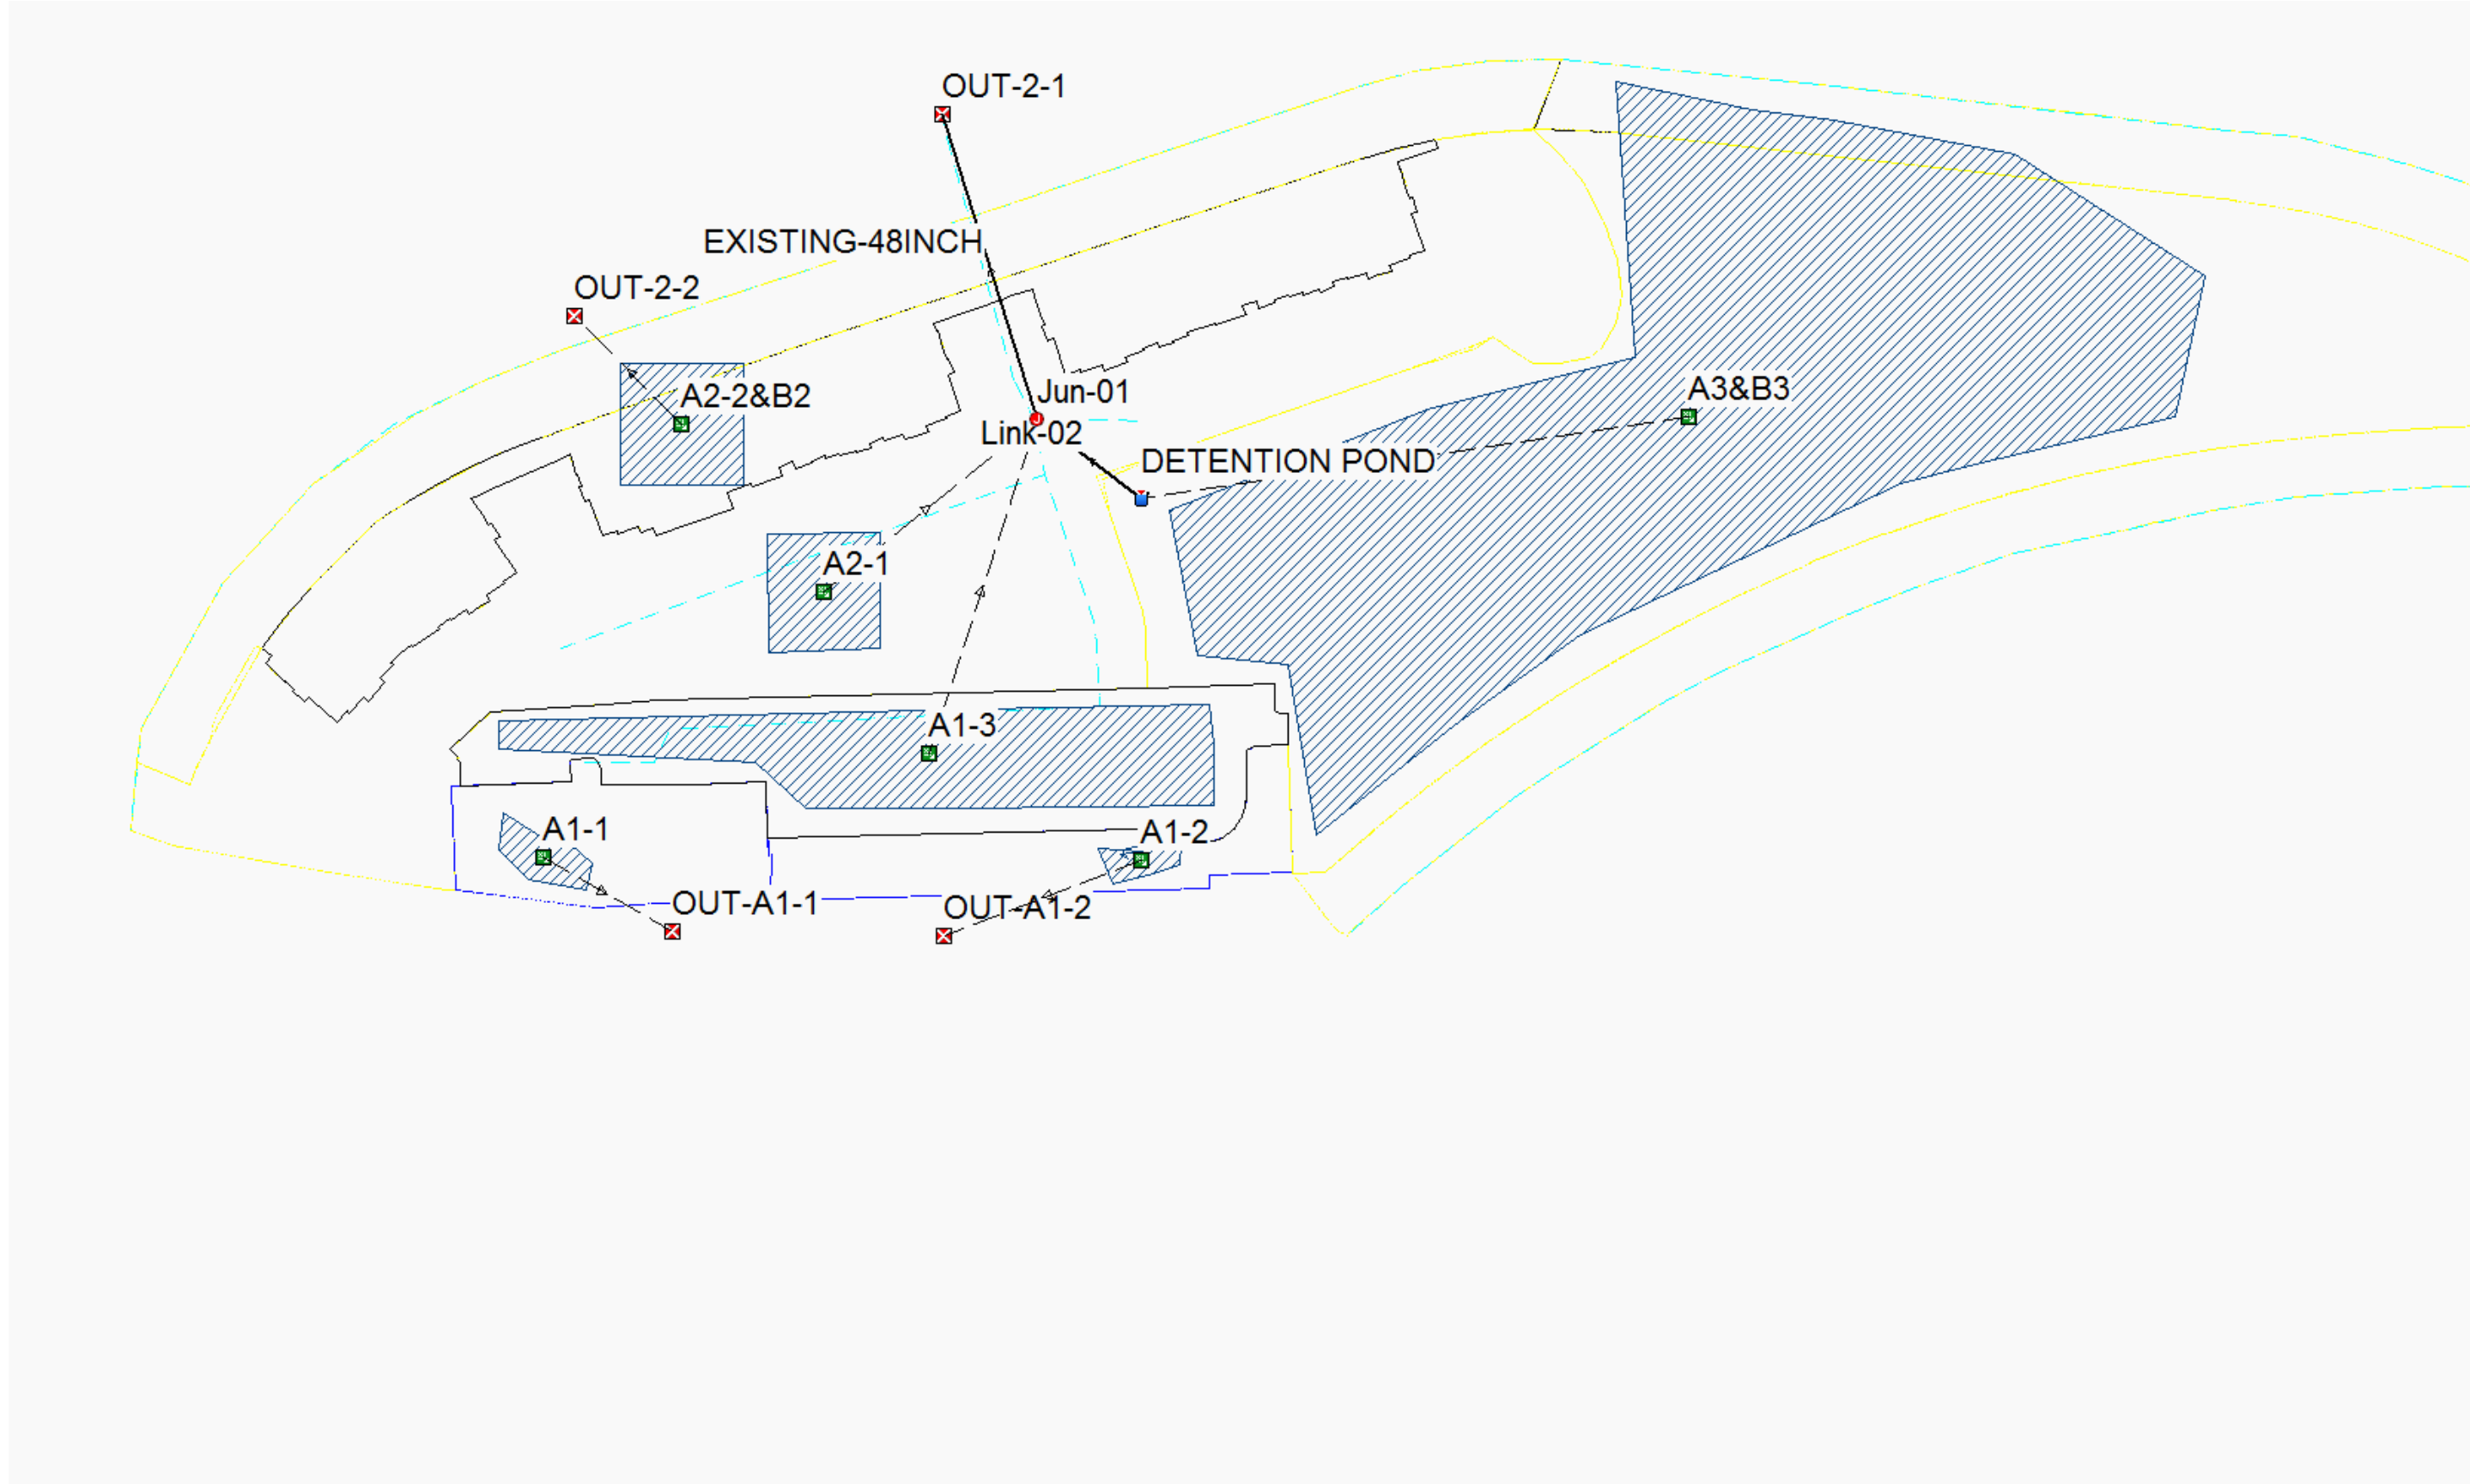 OUT-2-1
EXISTING-48INCH
OUT-2-2
A2-2&B2
Jun-01
A3&B3
Link-02
DETENTION POND
A2-1
A1-3
A1-1
A1-2
OUT-A1-1
OUT-A1-2